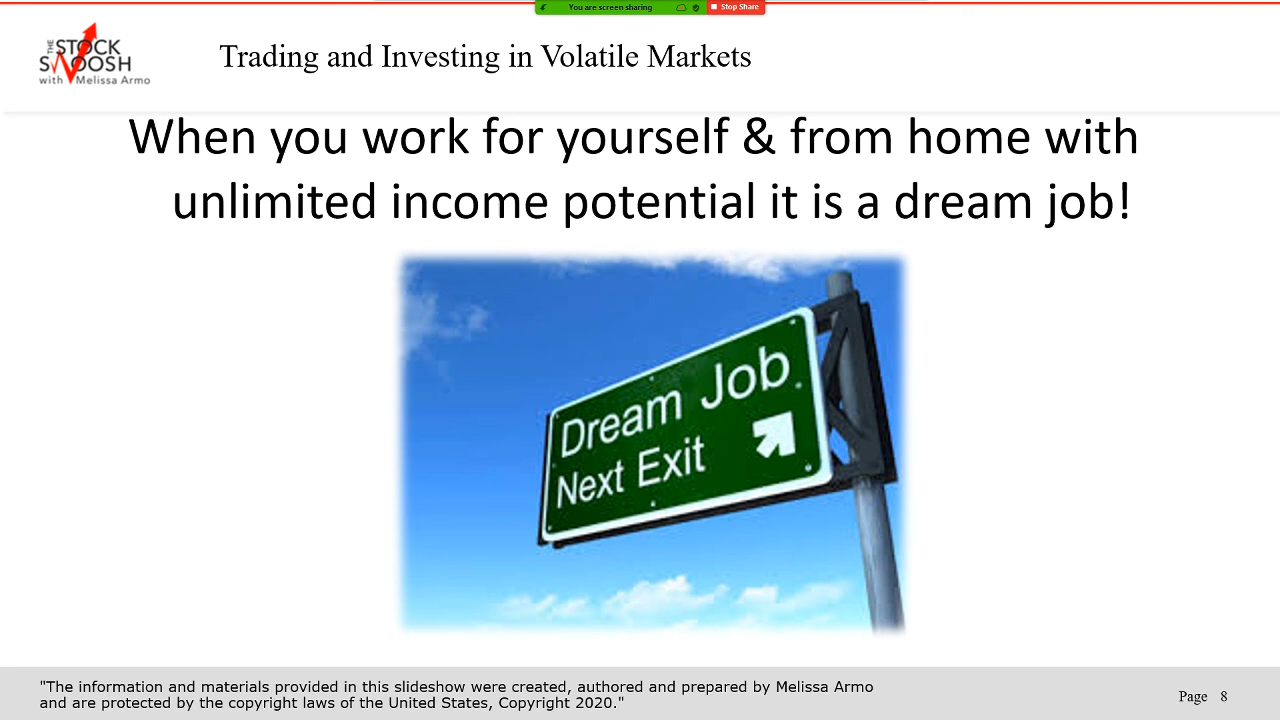 You are screen sharing
Stop Share
THE
STOCK
SWOOSH
with Melissa Armo
Trading and Investing in Volatile Markets
When you work for yourself & from home with
unlimited income potential it is a dream job!
Dream Job
Next Exit
"The information and materials provided in this slideshow were created, authored and prepared by Melissa Armo
and are protected by the copyright laws of the United States, Copyright 2020."
Page 8